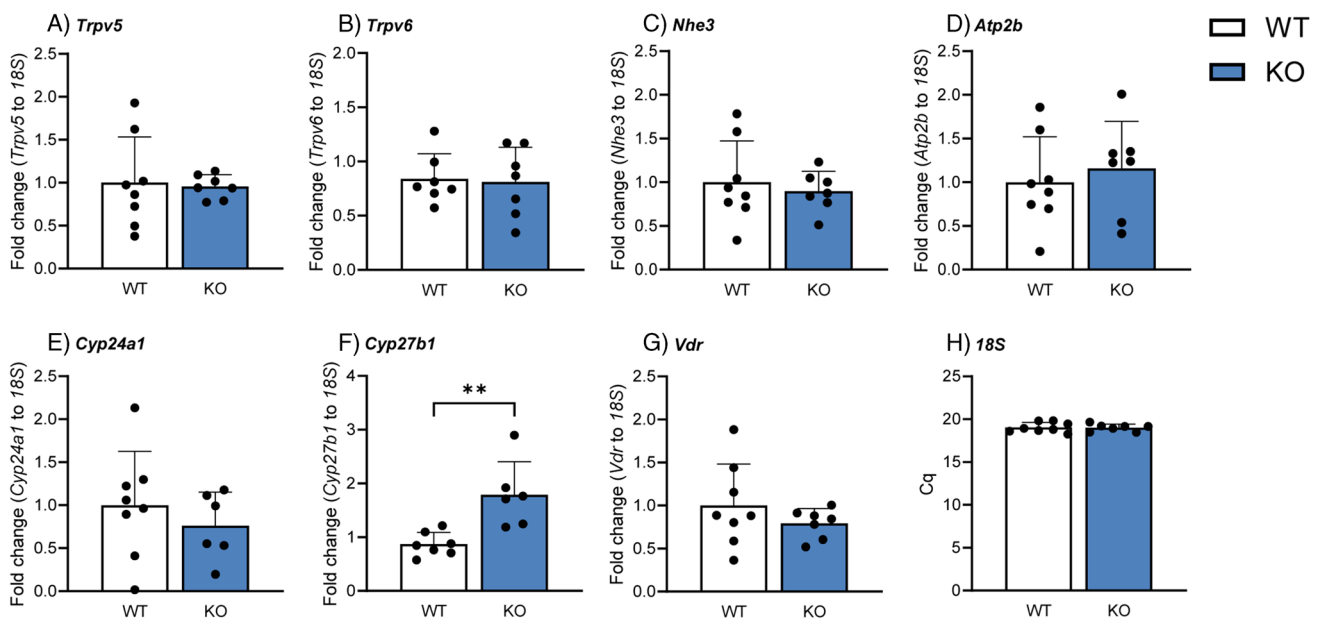 A) Trpv5
Fold change (Trpv5 to 18S)
2.5
2.0
1.5
1.0
0.5
0.0
WT
KO
B) Trpv6
Fold change (Trpv6 to 18S)
2.0
1.5
1.0
0.5
0.0
WT
KO
C) Nhe3
Fold change (Nhe3 to 18S)
2.5
2.0
1.5
1.0
0.5
0.0
WT
KO
D) Atp2b
Fold change (Atp2b to 18S)
2.5
2.0
1.5
1.0
0.5
0.0
WT
KO
WT
KO
E) Cyp24a1
Fold change (Cyp24a1 to 18S)
2.5
2.0
1.5
1.0
0.5
0.0
WT
KO
F) Cyp27b1
Fold change (Cyp27b1 to 18S)
4
3
2
1
0
**
WT
KO
G) Vdr
Fold change (Vdr to 18S)
2.5
2.0
1.5
1.0
0.5
0.0
WT
KO
H) 18S
Cq
25
20
15
10
5
0
WT
KO